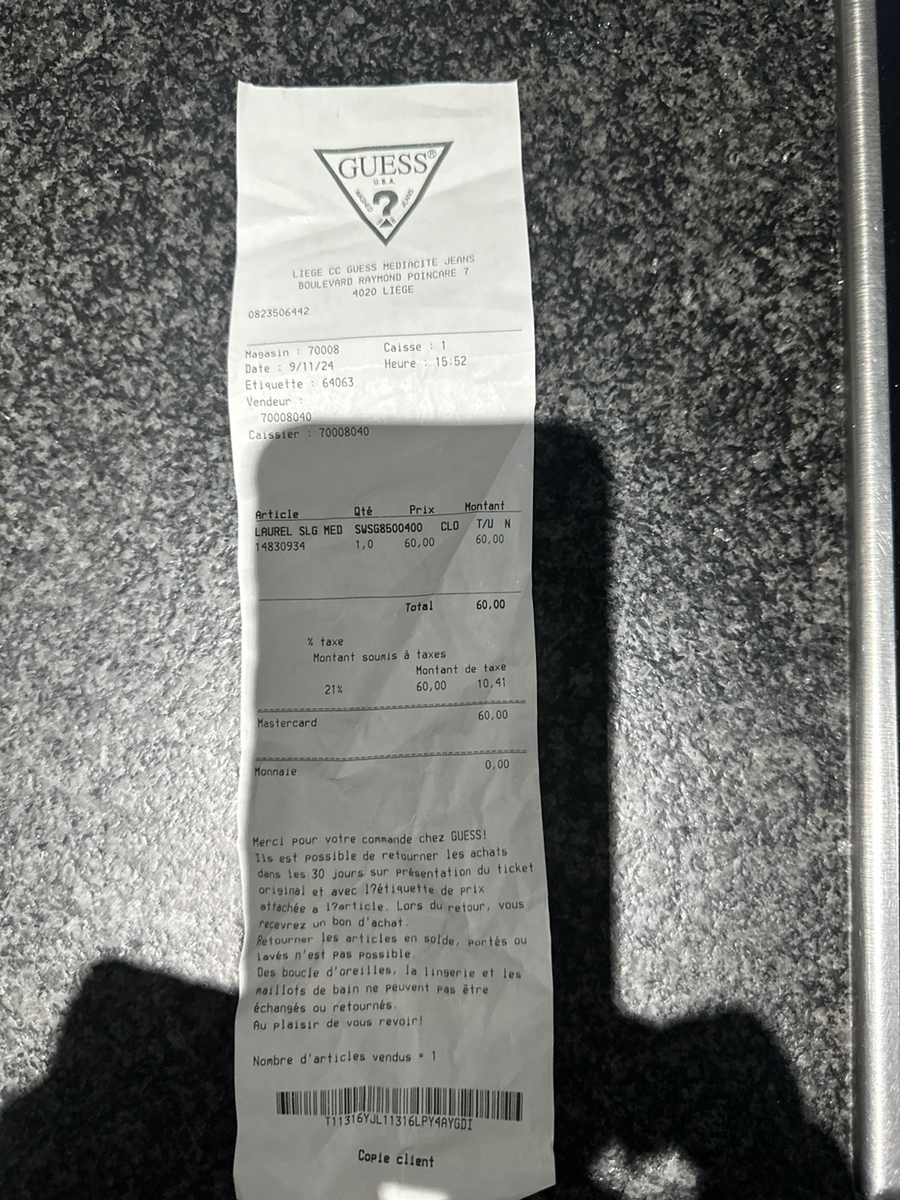 GUESS®
U.S.A.
WASHED JEANS
?
LIEGE CC GUESS MEDIACITE JEANS
BOULEVARD RAYMOND POINCARE 7
4020 LIEGE
0823506442
Magasin : 70008 Caisse : 1
Date : 9/11/24 Heure : 15:52
Etiquette : 64063
Vendeur :
70008040
Caissier : 70008040
Article Qté Prix Montant
LAUREL SLG MED SWSG8500400 CLO T/U N
14830934 1,0 60,00 60,00
Total 60,00
% taxe
Montant soumis à taxes
Montant de taxe
21% 60,00 10,41
Mastercard 60,00
Monnaie 0,00
Merci pour votre commande chez GUESS!
Ils est possible de retourner les achats
dans les 30 jours sur présentation du ticket
original et avec l?étiquette de prix
attachée a l?article. Lors du retour, vous
recevrez un bon d'achat.
Retourner les articles en solde, portés ou
lavés n'est pas possible.
Des boucle d'oreilles, la lingerie et les
maillots de bain ne peuvent pas être
échangés ou retournés.
Au plaisir de vous revoir!
Nombre d'articles vendus = 1
T11316YJL11316LPY4AYGDI
Copie client